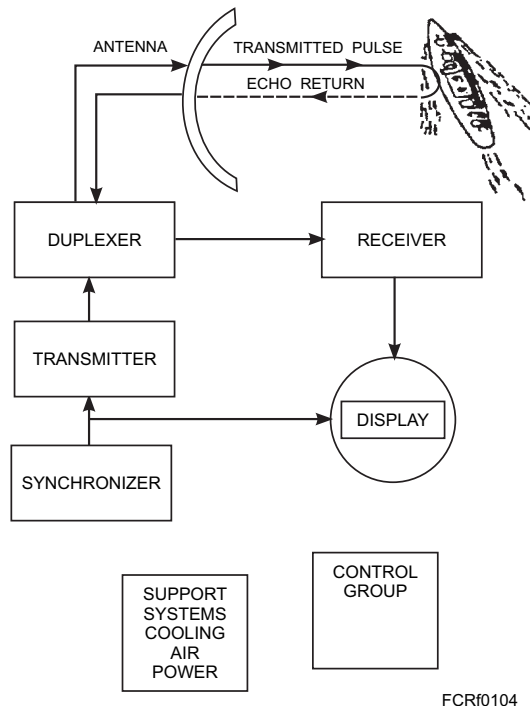 ANTENNA
TRANSMITTED PULSE
ECHO RETURN
DUPLEXER
RECEIVER
TRANSMITTER
DISPLAY
SYNCHRONIZER
SUPPORT
SYSTEMS
COOLING
AIR
POWER
CONTROL
GROUP
FCRf0104